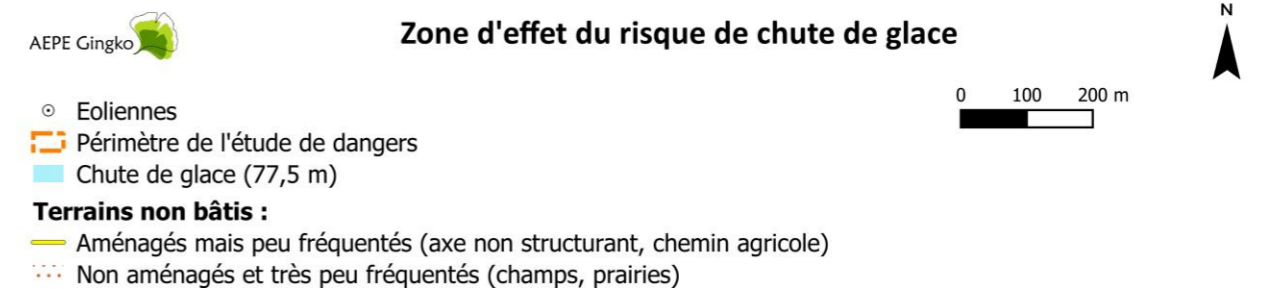 AEPE Gingko
Zone d'effet du risque de chute de glace
N
0 100 200 m
Eoliennes
Périmètre de l'étude de dangers
Chute de glace (77,5 m)
Terrains non bâtis :
Aménagés mais peu fréquentés (axe non structurant, chemin agricole)
Non aménagés et très peu fréquentés (champs, prairies)